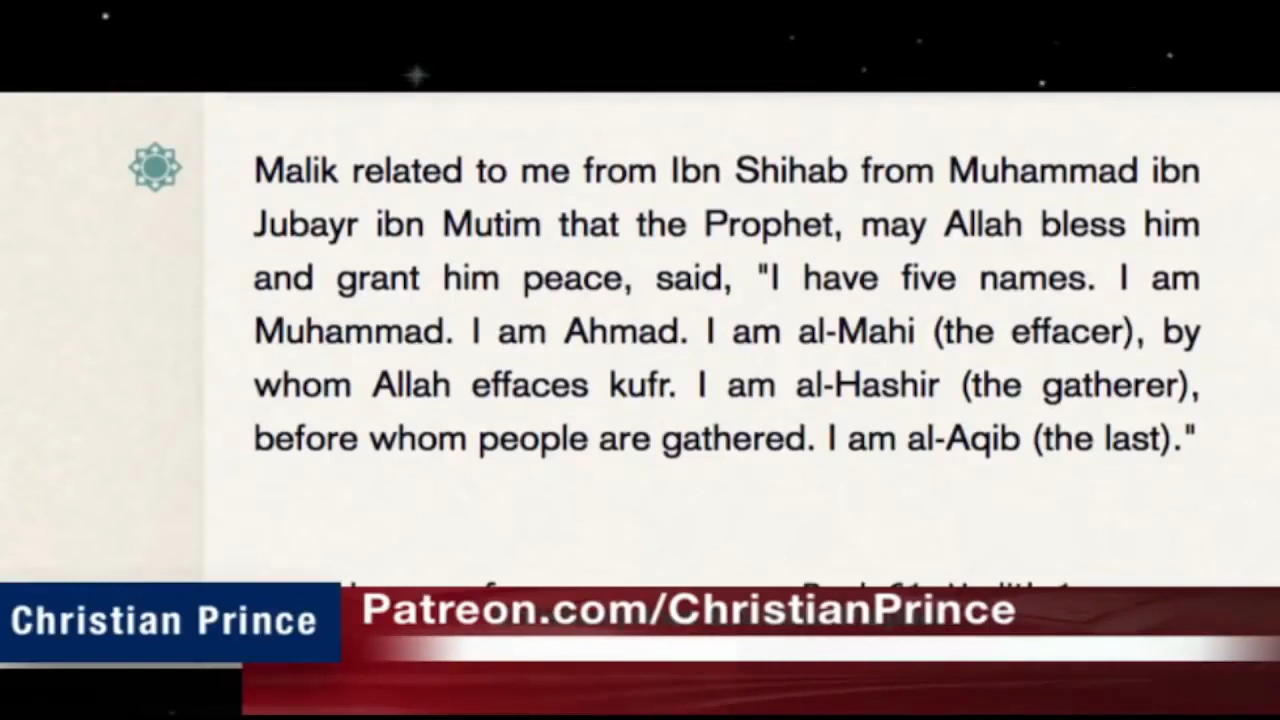 Malik related to me from Ibn Shihab from Muhammad ibn
Jubayr ibn Mutim that the Prophet, may Allah bless him
and grant him peace, said, "I have five names. I am
Muhammad. I am Ahmad. I am al-Mahi (the effacer), by
whom Allah effaces kufr. I am al-Hashir (the gatherer),
before whom people are gathered. I am al-Aqib (the last)."
Christian Prince
Patreon.com/ChristianPrince